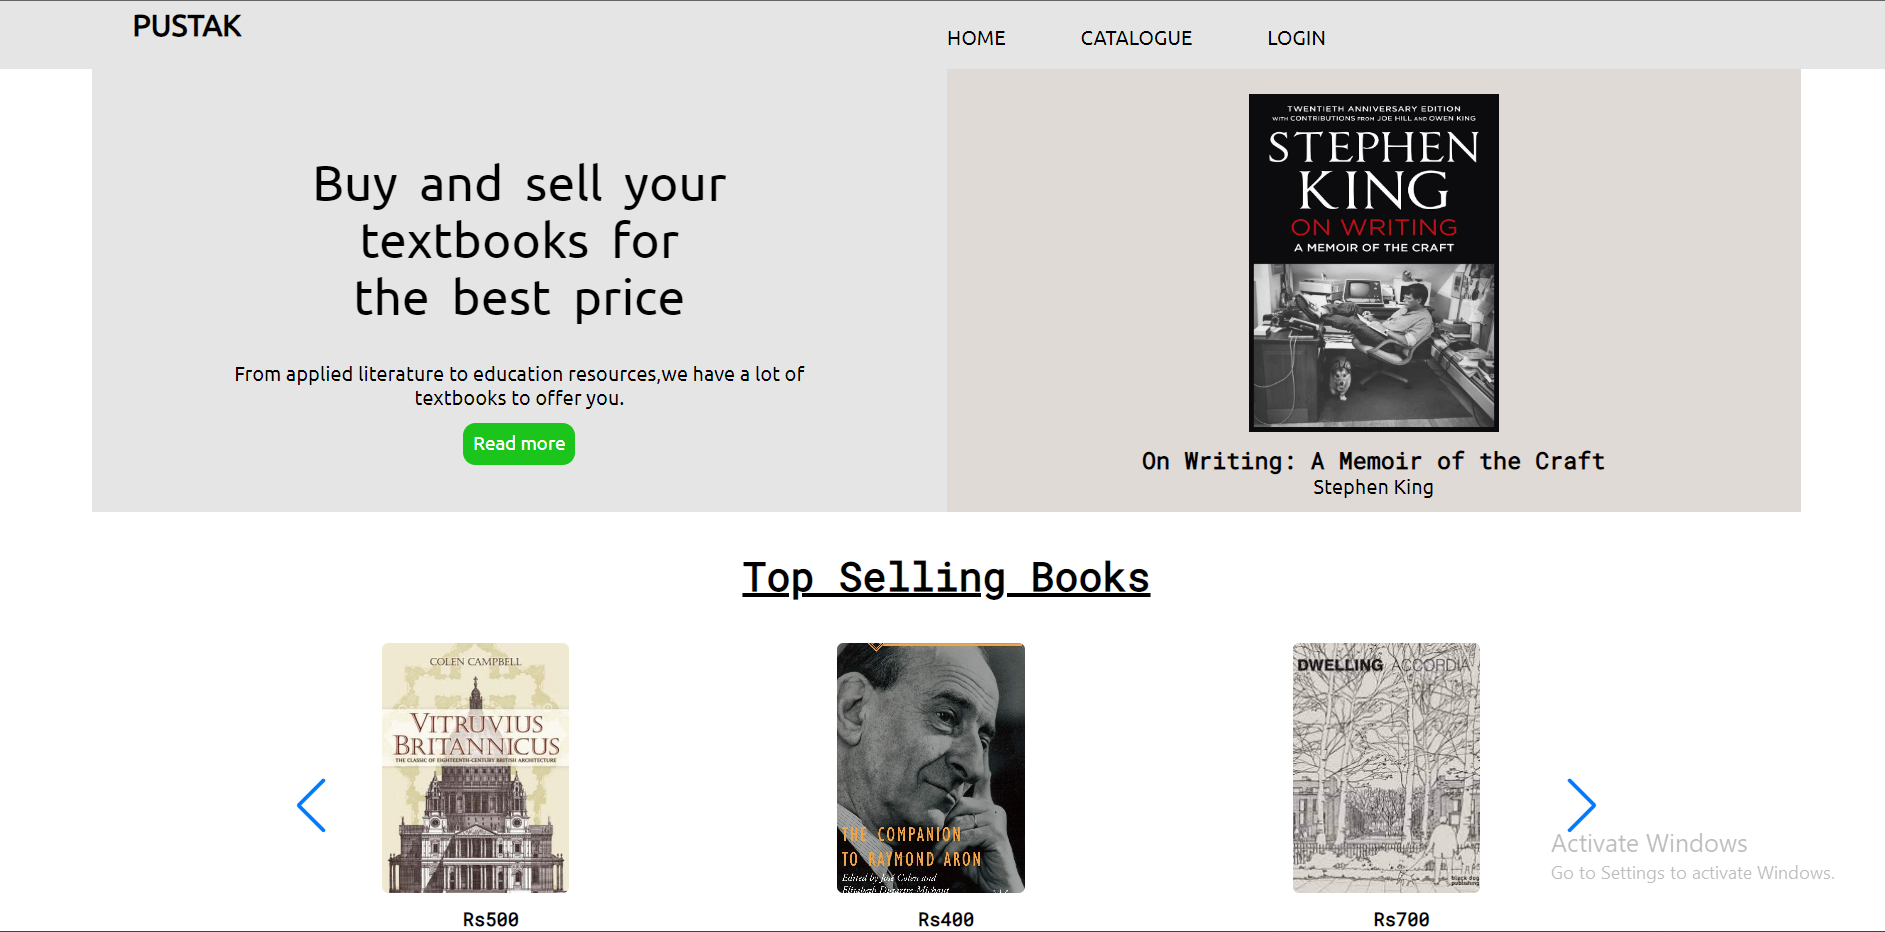 PUSTAK
HOME CATALOGUE LOGIN
Buy and sell your
textbooks for
the best price
From applied literature to education resources,we have a lot of
textbooks to offer you.
Read more
TWENTIETH ANNIVERSARY EDITION
WITH CONTRIBUTIONS FROM JOE HILL AND OWEN KING
STEPHEN
KING
ON WRITING
A MEMOIR OF THE CRAFT
On Writing: A Memoir of the Craft
Stephen King
Top Selling Books
COLEN CAMPBELL
VITRUVIUS
BRITANNICUS
THE CLASSIC OF EIGHTEENTH-CENTURY BRITISH ARCHITECTURE
Rs500
THE COMPANION
TO RAYMOND ARON
Edited by José Colen and
Elisabeth Dutartre-Michaut
Rs400
DWELLING ACCORDIA
black dog
publishing
Rs700
Activate Windows
Go to Settings to activate Windows.